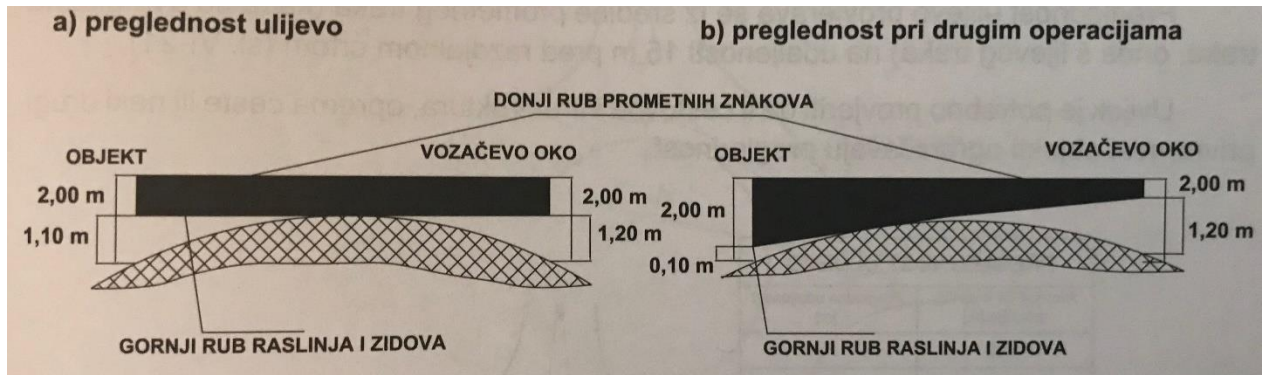 a) preglednost ulijevo
b) preglednost pri drugim operacijama
DONJI RUB PROMETNIH ZNAKOVA
OBJEKT
VOZAČEVO OKO
2,00 m
2,00 m
1,10 m
1,20 m
GORNJI RUB RASLINJA I ZIDOVA
OBJEKT
VOZAČEVO OKO
2,00 m
2,00 m
1,20 m
0,10 m
GORNJI RUB RASLINJA I ZIDOVA